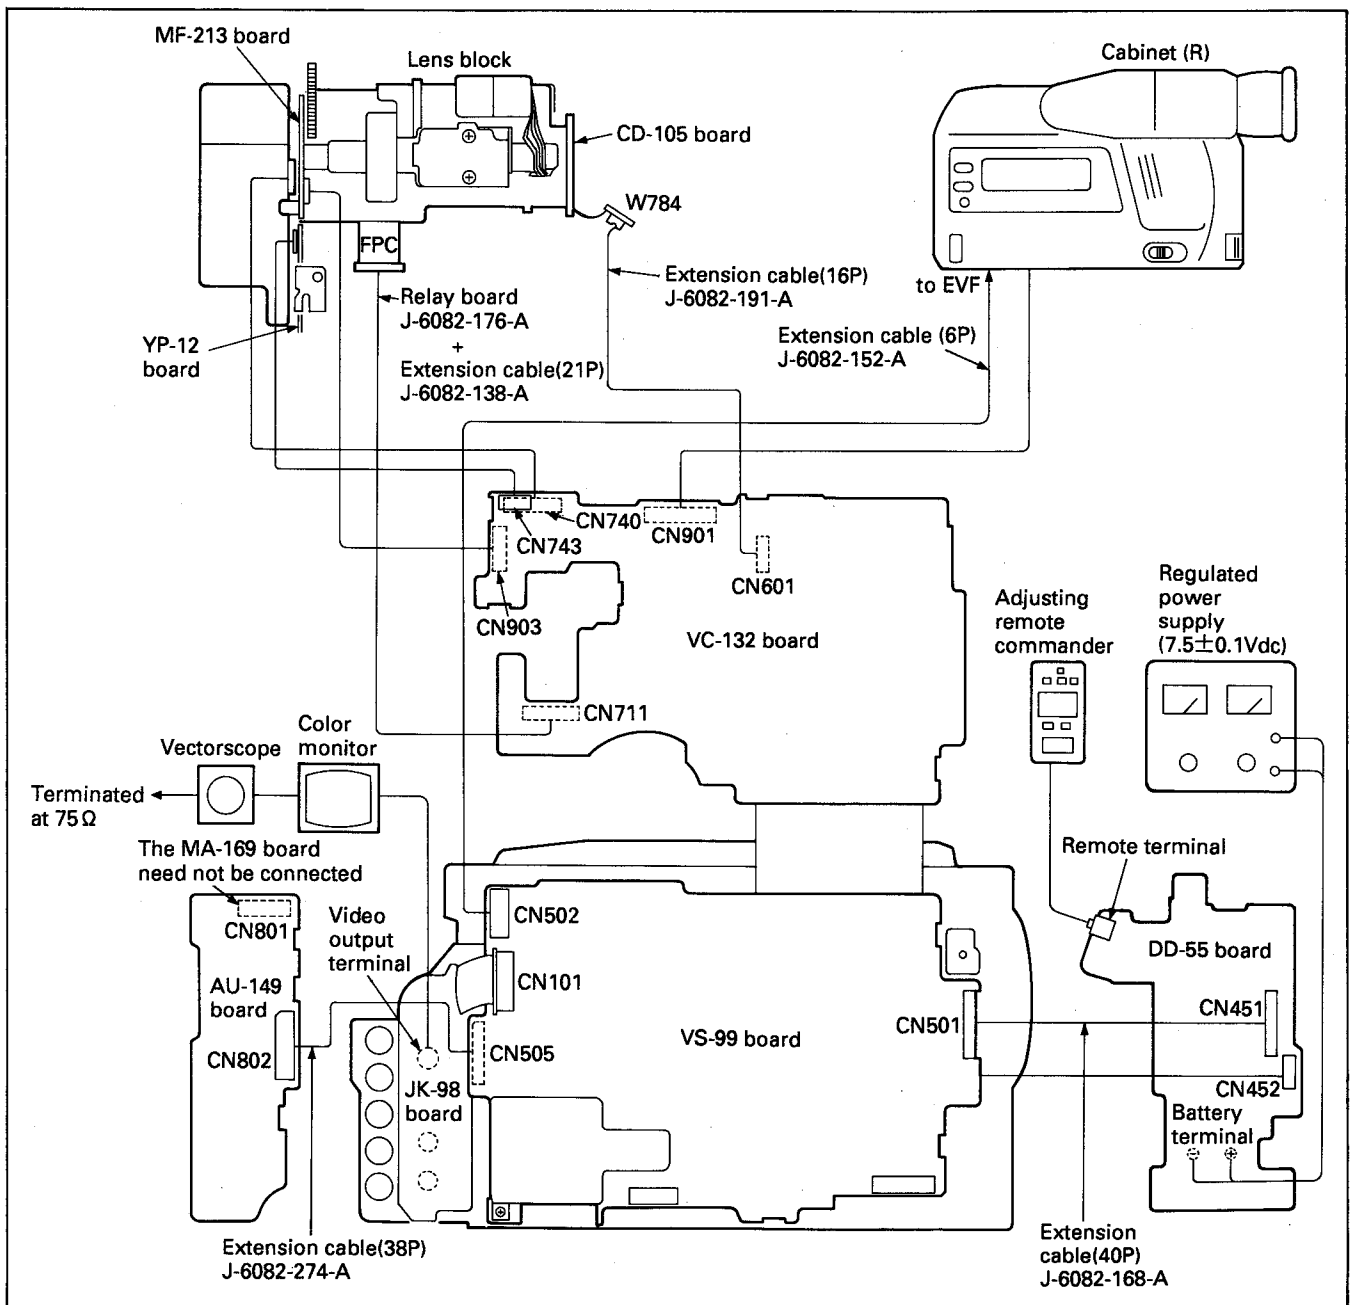 MF-213 board
Lens block
Cabinet (R)
CD-105 board
W784
FPC
Extension cable(16P)
J-6082-191-A
to EVF
Relay board
J-6082-176-A
+
Extension cable(21P)
J-6082-138-A
Extension cable (6P)
J-6082-152-A
YP-12
board
CN740
CN743
CN901
CN601
CN903
VC-132 board
CN711
Adjusting
remote
commander
Regulated
power
supply
(7.5±0.1Vdc)
Vectorscope
Color
monitor
Terminated
at 75Ω
The MA-169 board
need not be connected
Remote terminal
CN801
Video
output
terminal
CN502
CN101
AU-149
board
CN802
CN505
VS-99 board
CN501
DD-55 board
CN451
CN452
JK-98
board
Battery
terminal
⊖ ⊕
Extension cable(38P)
J-6082-274-A
Extension
cable(40P)
J-6082-168-A